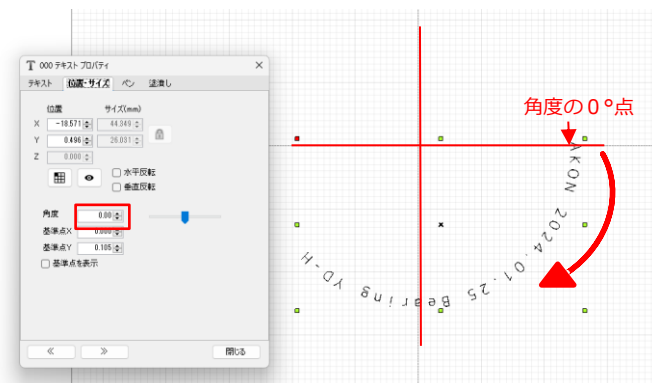 T 000 テキスト プロパティ ×
テキスト 位置・サイズ ペン 塗潰し
位置 サイズ(mm)
X -18.571 44.349
Y 0.496 26.031
Z 0.000
水平反転
垂直反転
角度 0.00
基準点X 0.000
基準点Y 0.105
基準点を表示
≪ ≫ 閉じる
角度の0°点
AKON 2024.01.25 Bearing YD-H-QY